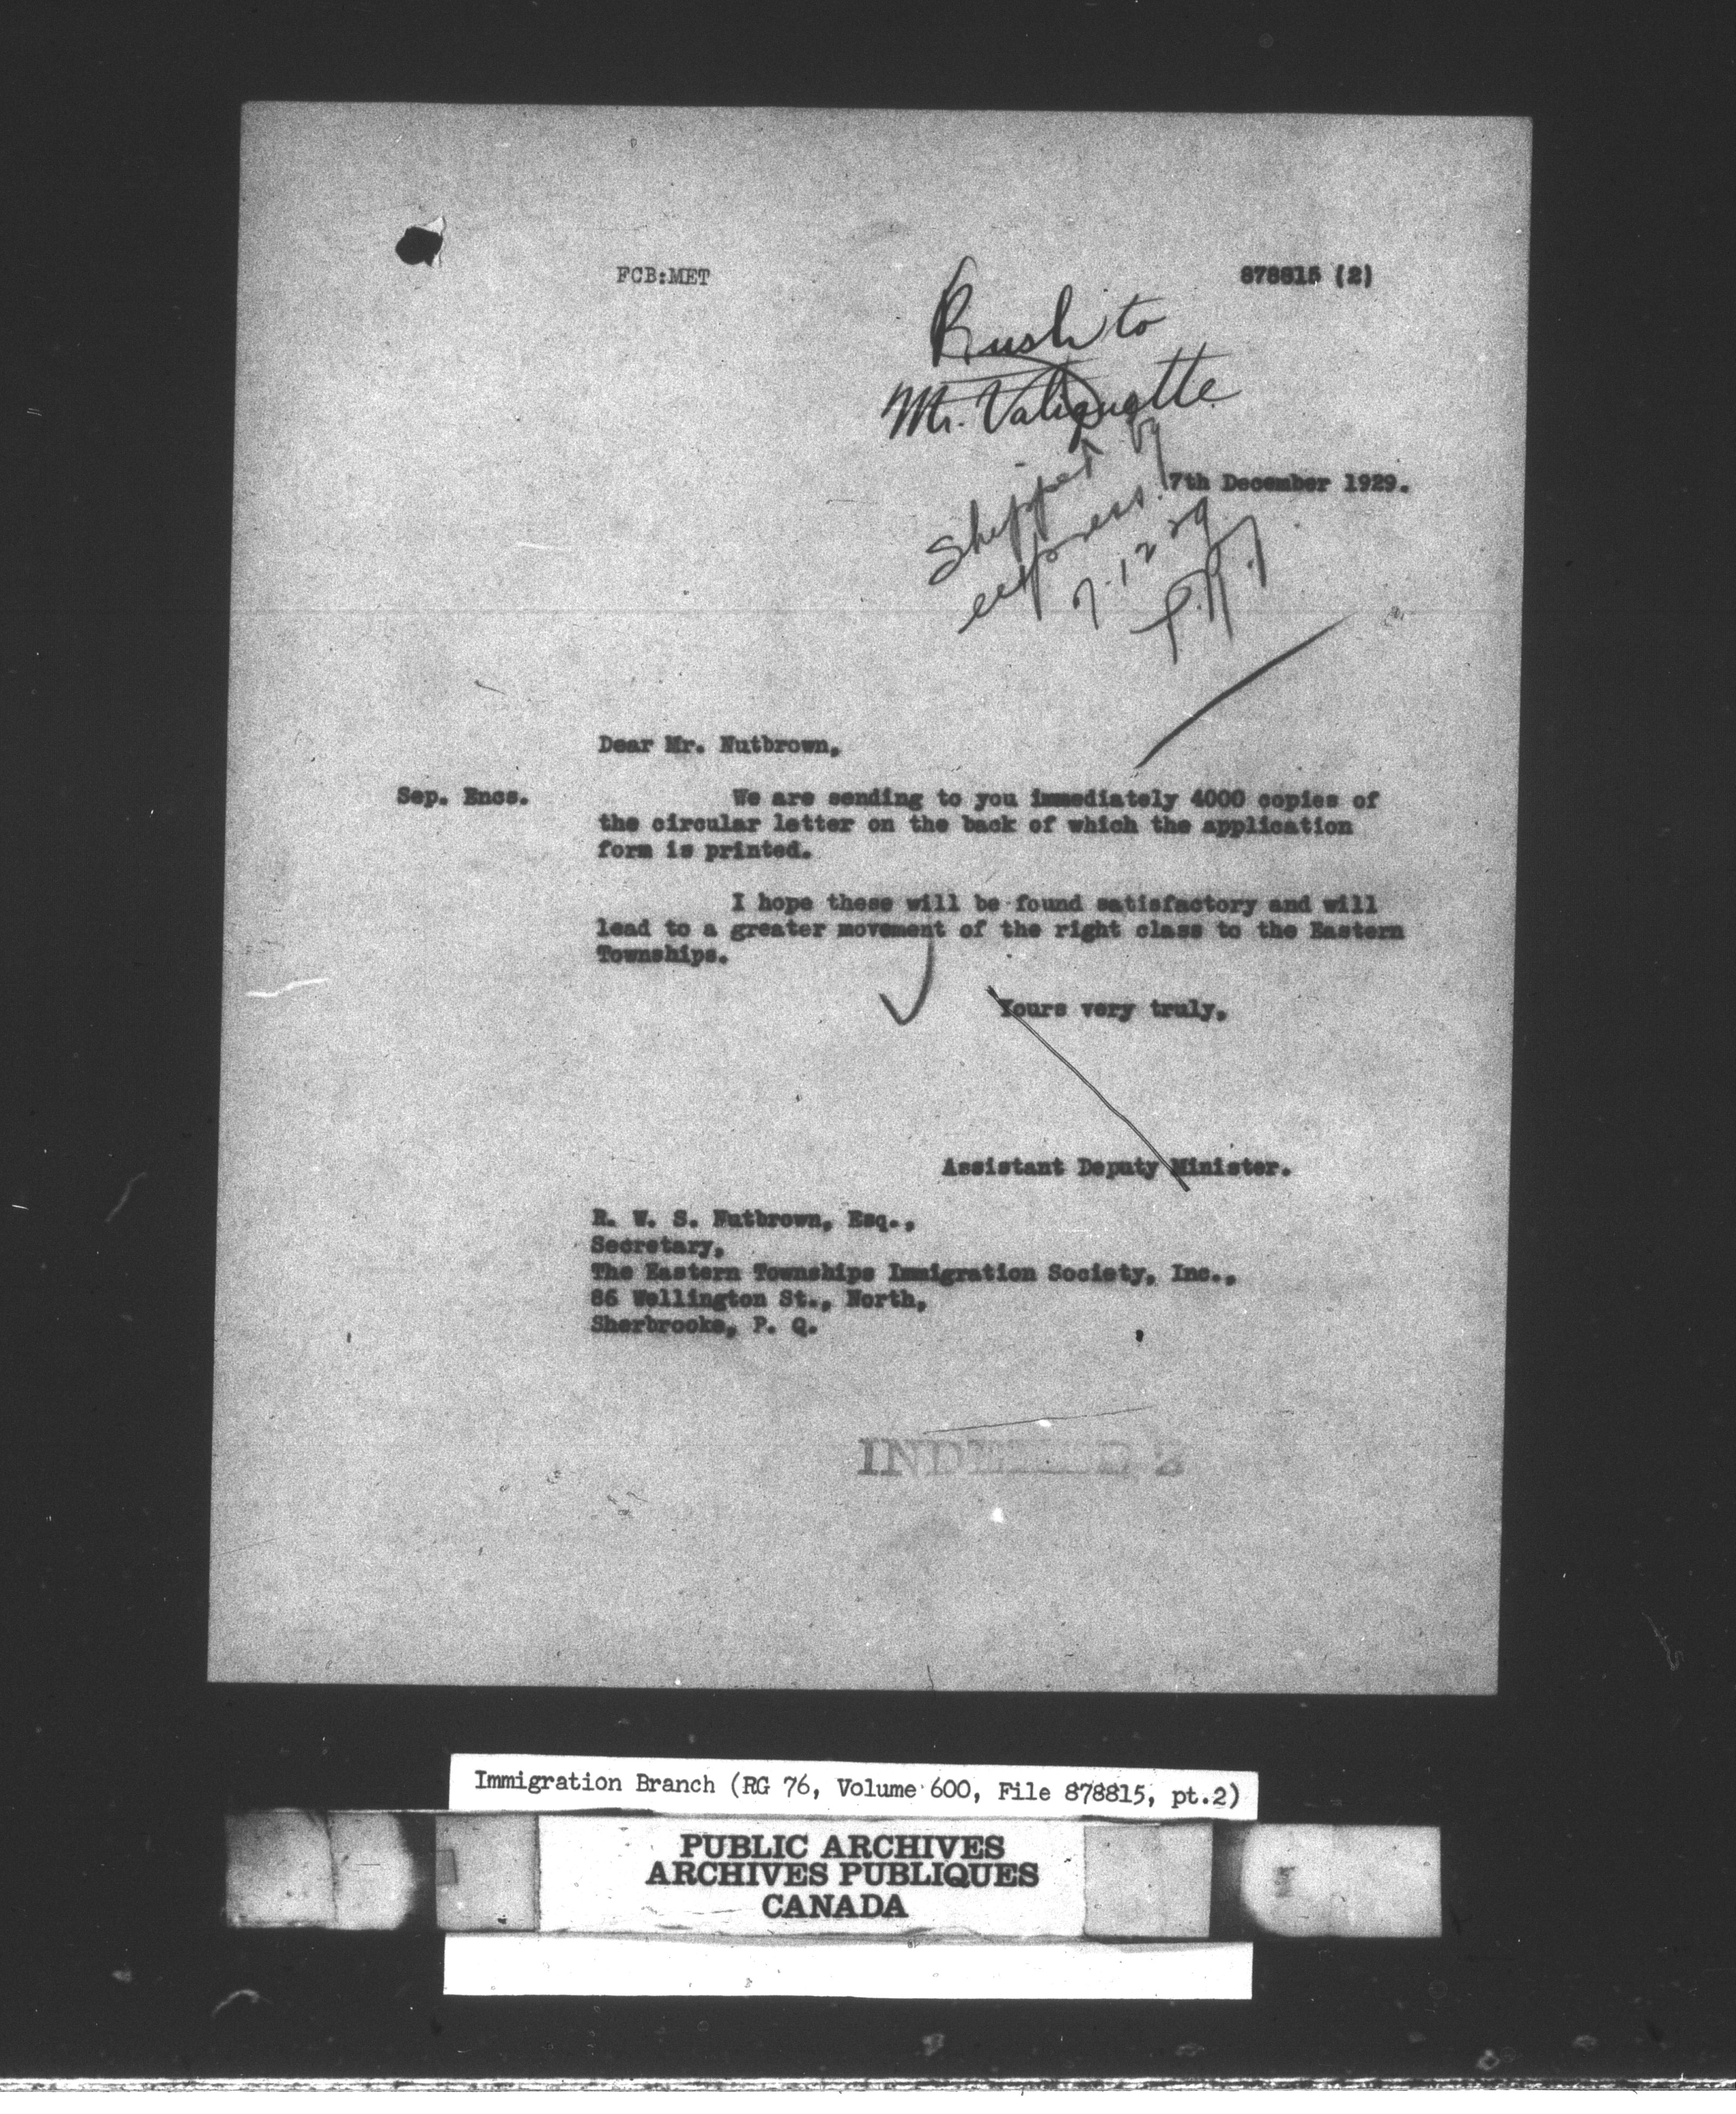 FCB:MET
878815 (2)
Rush to
Mr. Valiquette
Shipped by
express.
7.12 29
7th December 1929.
Dear Mr. Nutbrown,
Sep. Encs.
We are sending to you immediately 4000 copies of
the circular letter on the back of which the application
form is printed.
I hope these will be found satisfactory and will
lead to a greater movement of the right class to the Eastern
Townships.
Yours very truly,
Assistant Deputy Minister.
R. W. S. Nutbrown, Esq.,
Secretary,
The Eastern Townships Immigration Society, Inc.,
86 Wellington St., North,
Sherbrooke, P. Q.
INDEXED
Immigration Branch (RG 76, Volume 600, File 878815, pt.2)
PUBLIC ARCHIVES
ARCHIVES PUBLIQUES
CANADA